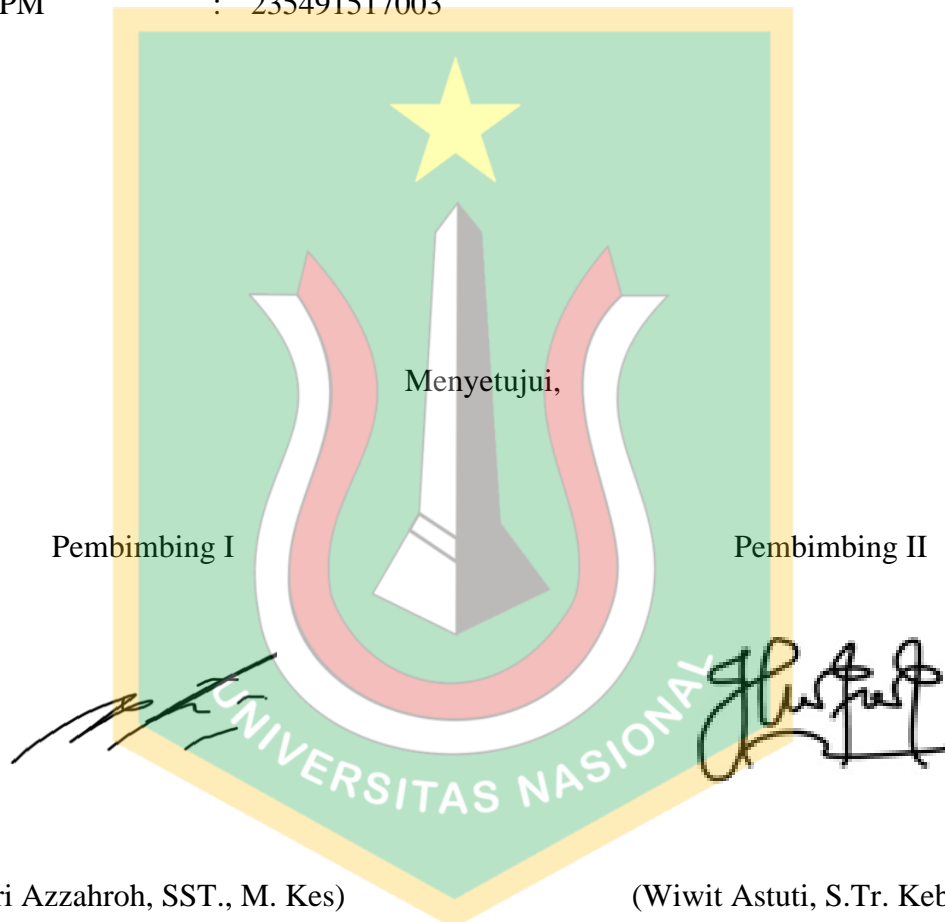 PM : 235491517003
Menyetujui,
Pembimbing I Pembimbing II
UNIVERSITAS NASIONAL
ri Azzahroh, SST., M. Kes) (Wiwit Astuti, S.Tr. Keb